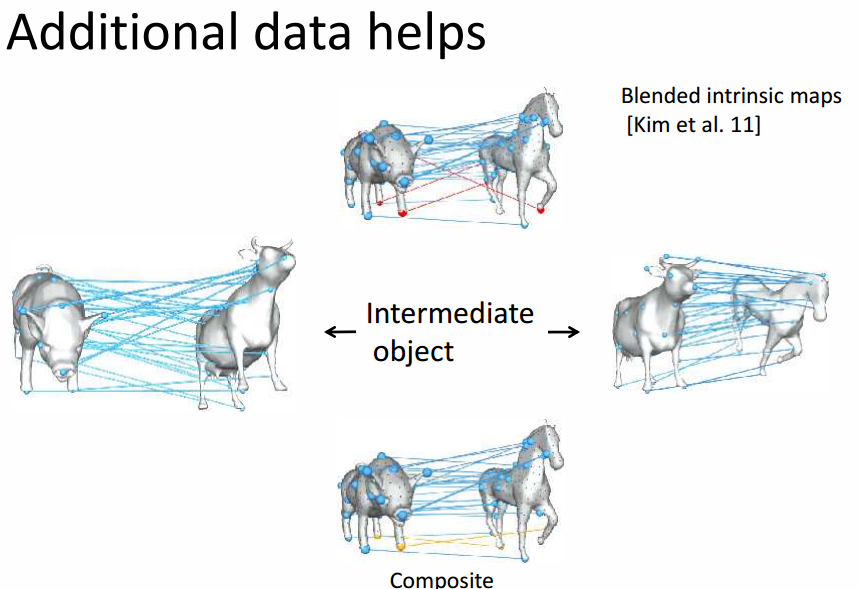 Additional data helps
Blended intrinsic maps
[Kim et al. 11]
Intermediate
object
Composite